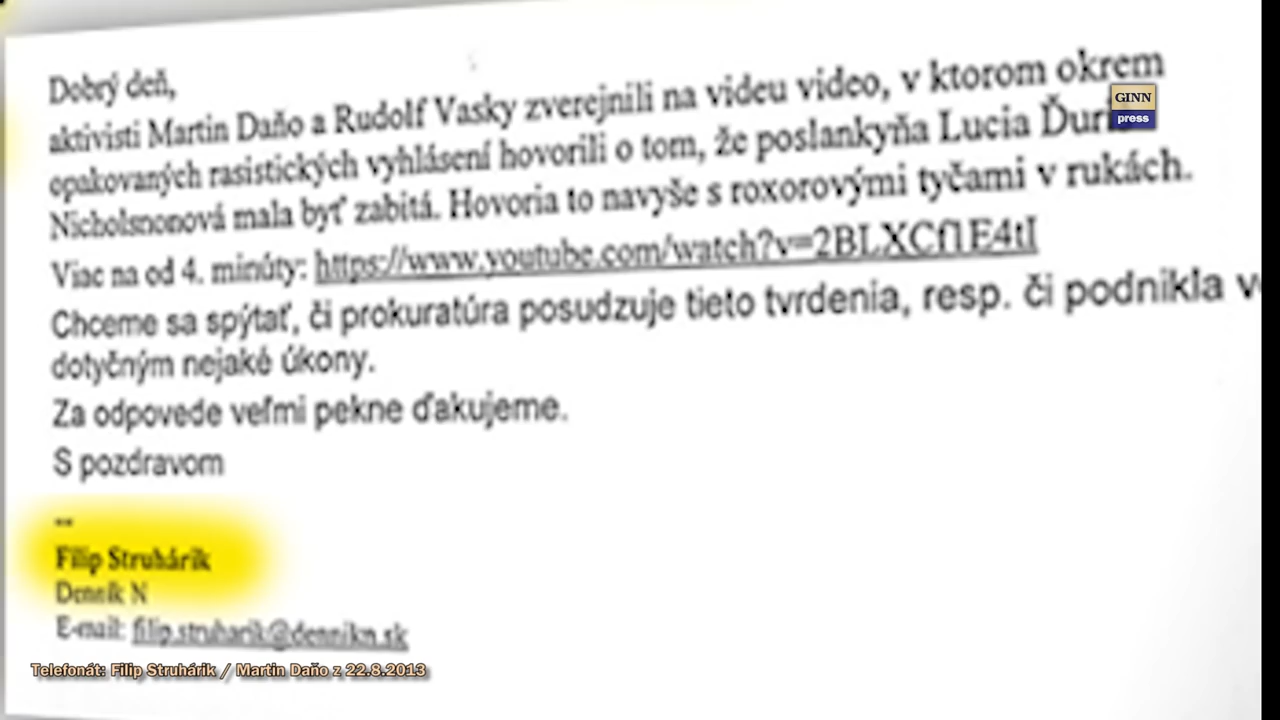 Dobrý deň,
aktivisti Martin Daňo a Rudolf Vasky zverejnili na videu video, v ktorom okrem
opakovaných rasistických vyhlásení hovorili o tom, že poslankyňa Lucia
Nicholsnonová mala byť zabitá. Hovoria to navyše s roxorovými tyčami v rukách.
Viac na od 4. minúty: https://www.youtube.com/watch?v=2BLXCf1E4tI
Chceme sa spýtať, či prokuratúra posudzuje tieto tvrdenia, resp. či podnikla
dotyčným nejaké úkony.
Za odpovede veľmi pekne ďakujeme.
S pozdravom
--
Filip Struhárik
Denník N
E-mail: filip.struharik@dennikn.sk
GINN
press
Telefonát: Filip Struhárik / Martin Daňo z 22.8.2013